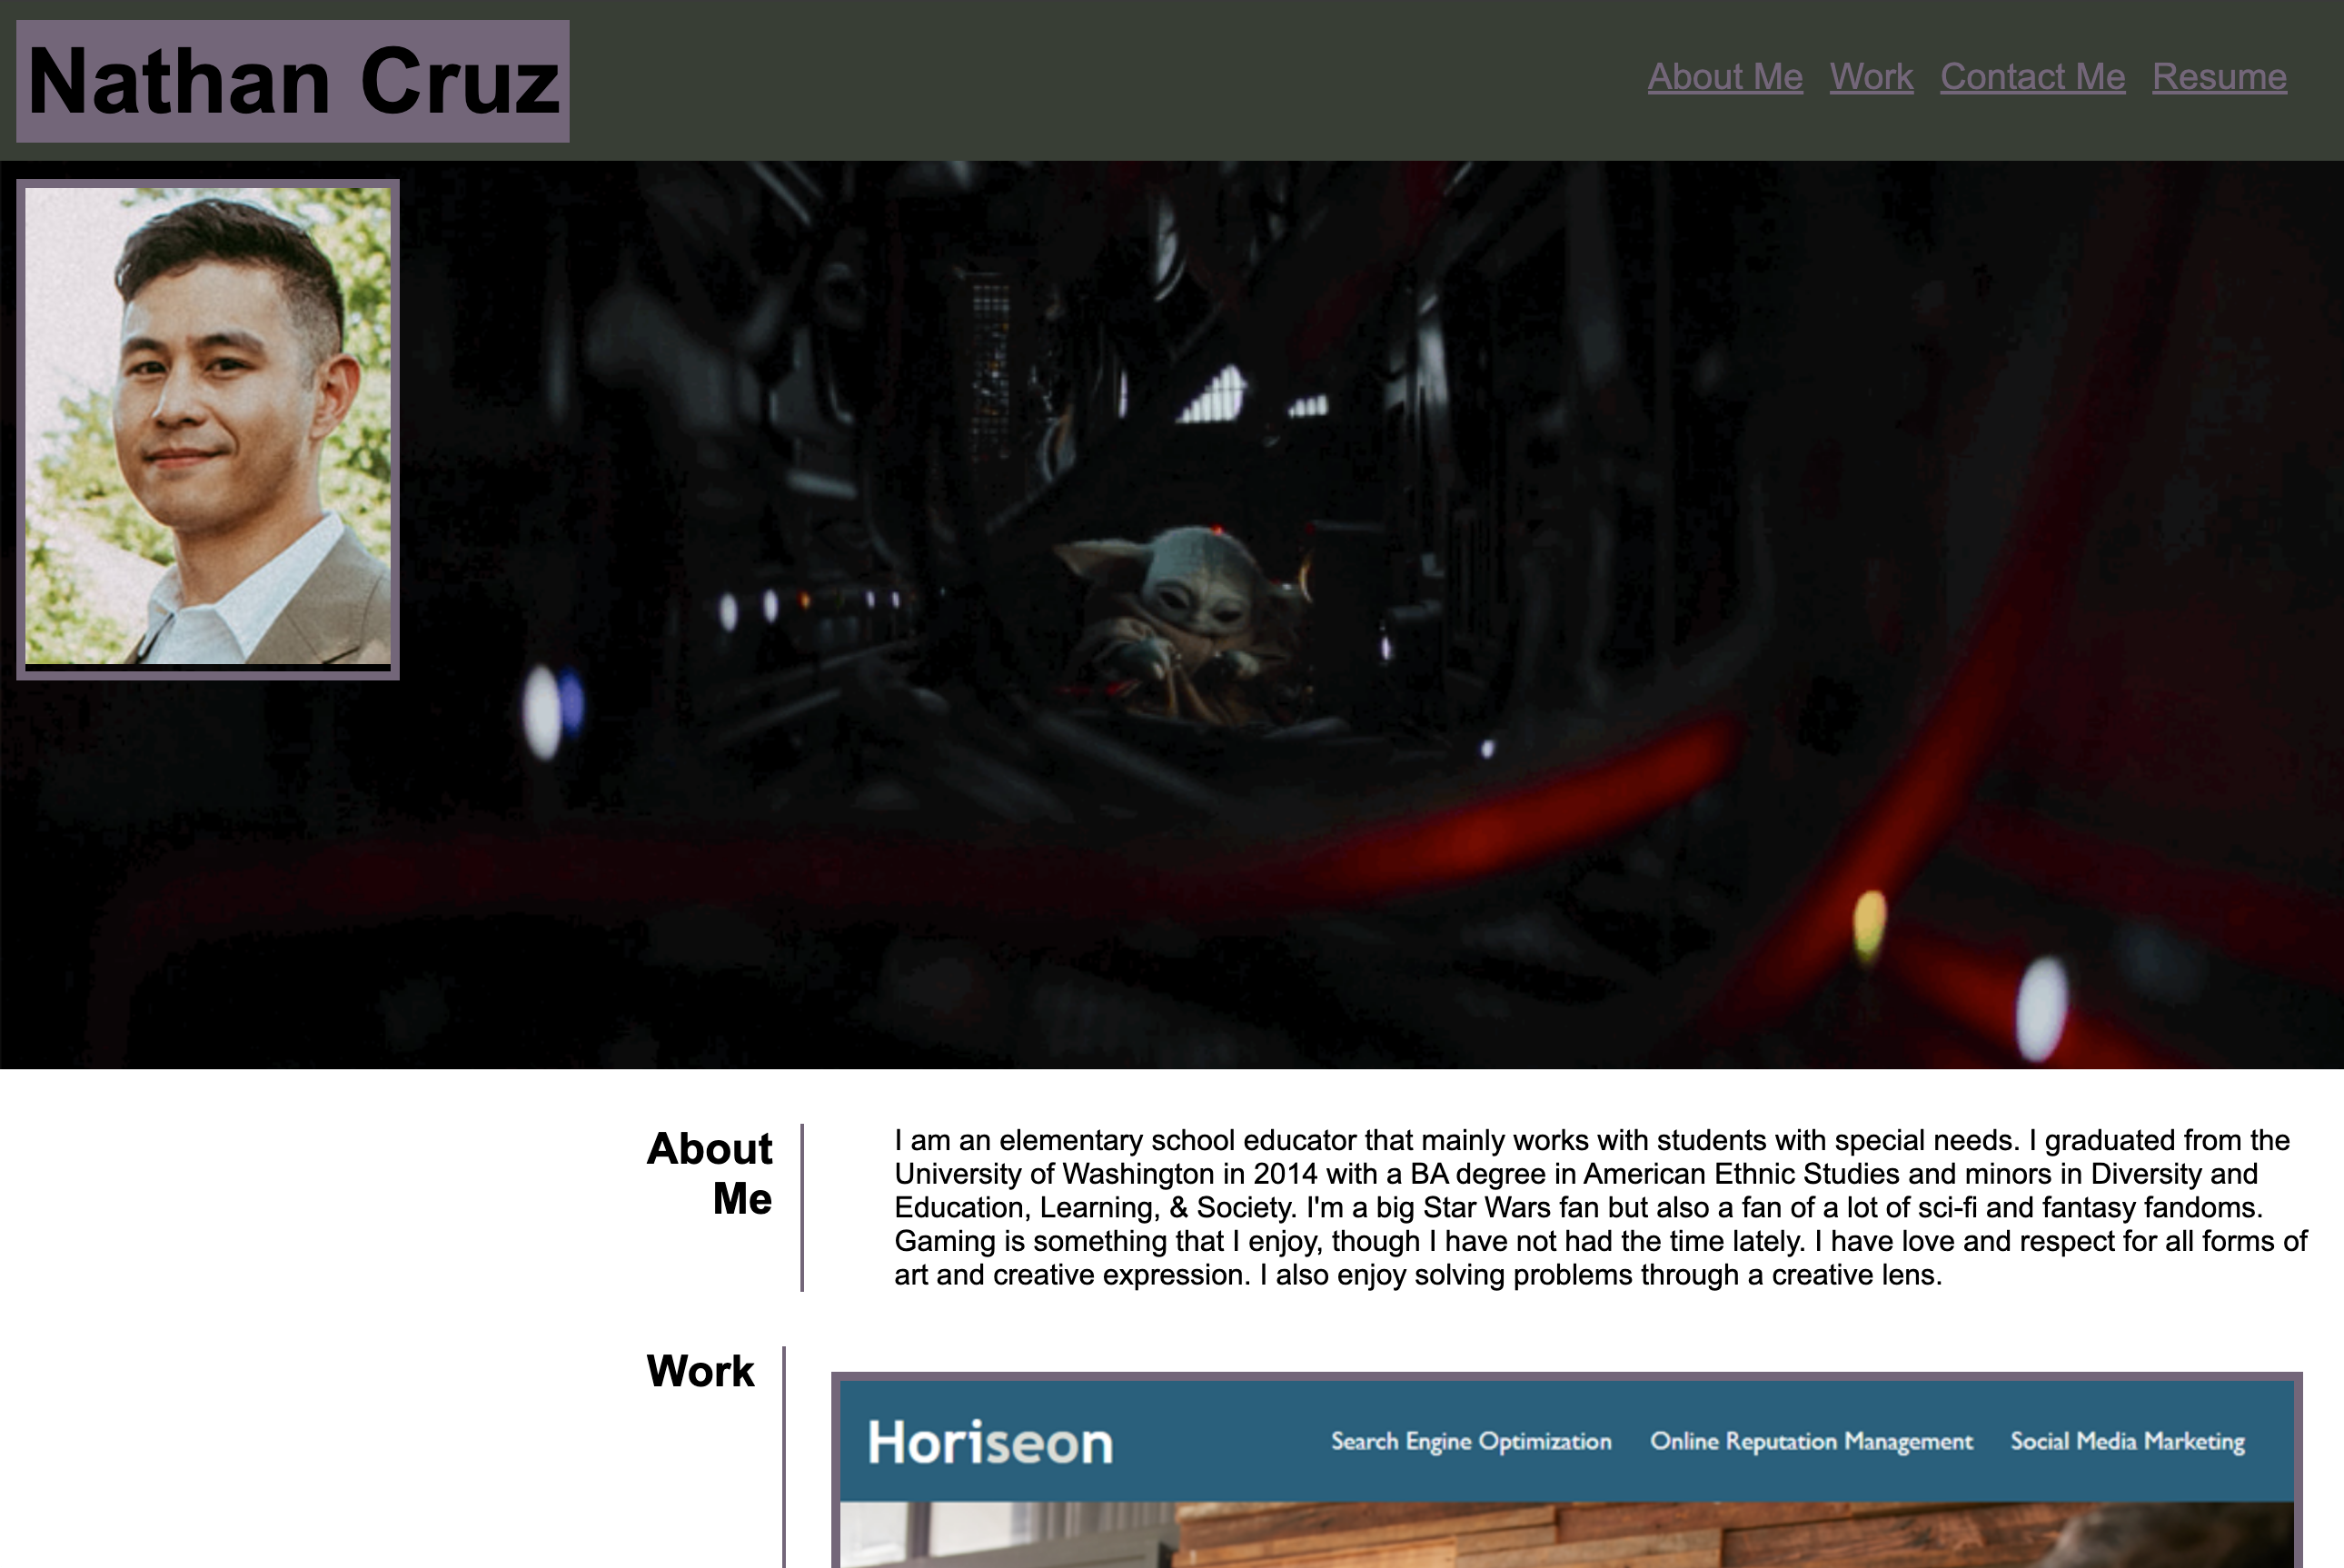 Nathan Cruz
About Me Work Contact Me Resume
About
Me
I am an elementary school educator that mainly works with students with special needs. I graduated from the
University of Washington in 2014 with a BA degree in American Ethnic Studies and minors in Diversity and
Education, Learning, & Society. I'm a big Star Wars fan but also a fan of a lot of sci-fi and fantasy fandoms.
Gaming is something that I enjoy, though I have not had the time lately. I have love and respect for all forms of
art and creative expression. I also enjoy solving problems through a creative lens.
Work
Horiseon
Search Engine Optimization Online Reputation Management Social Media Marketing